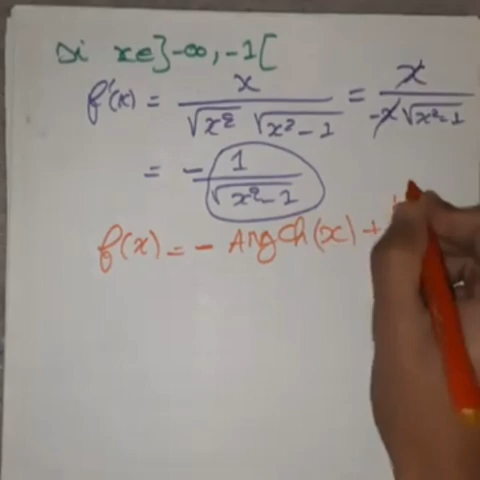 Si x∈]-∞,-1[
f'(x) = x / (√x² √x²-1) = x / (-x√x²-1)
= - 1 / √x²-1
f(x) = - Argch(x) +